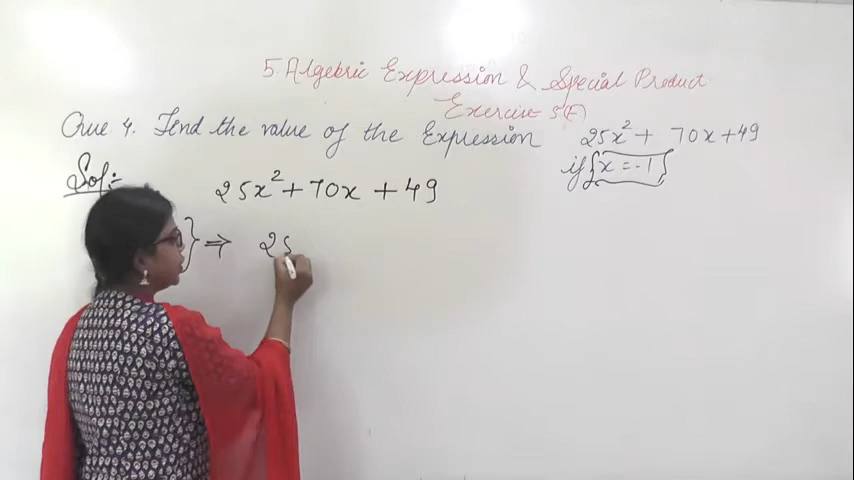 5. Algebric Expression & Special Product
Exercise 5(F)
Que 4. Find the value of the Expression 25x² + 70x + 49
if {x = -1}
Sol:-
25x² + 70x + 49
} ⇒ 25